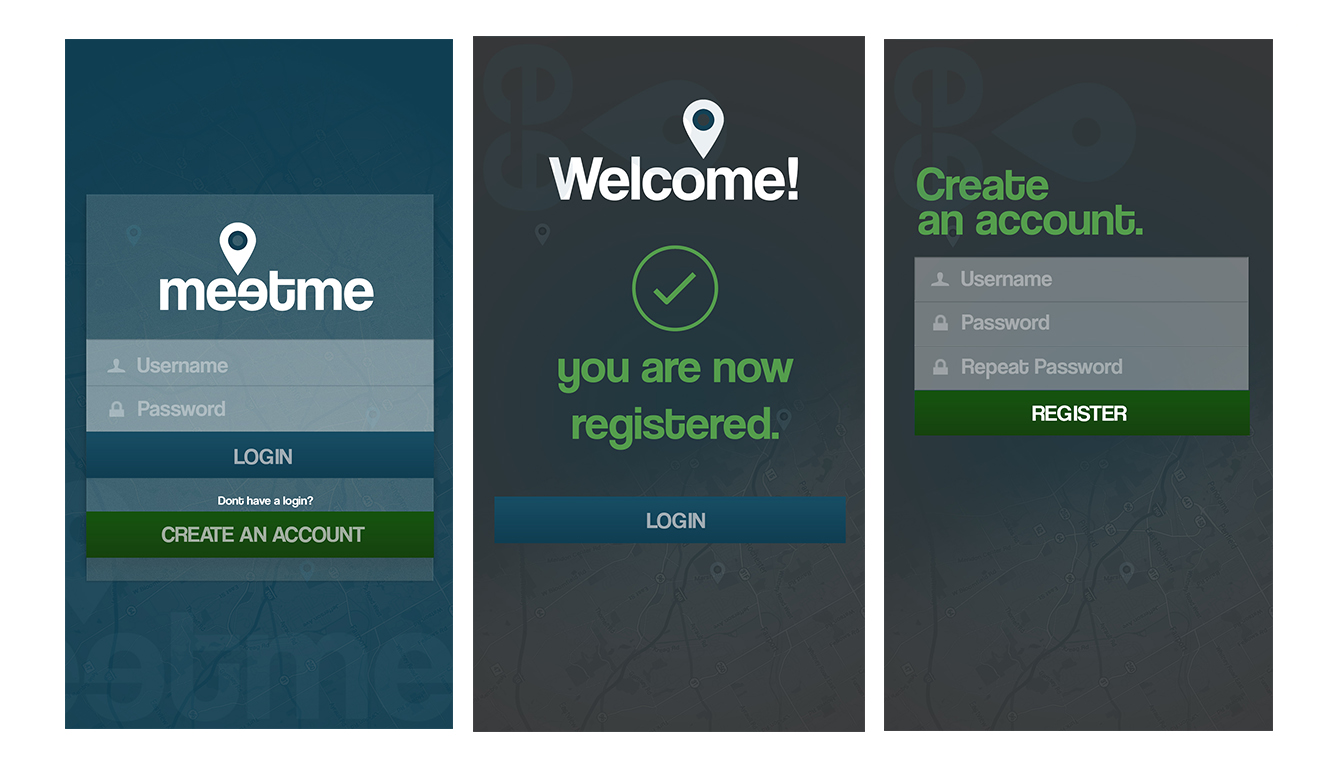 meetme
Username
Password
LOGIN
Dont have a login?
CREATE AN ACCOUNT
meetme
Welcome!
you are now
registered.
LOGIN
Create
an account.
Username
Password
Repeat Password
REGISTER